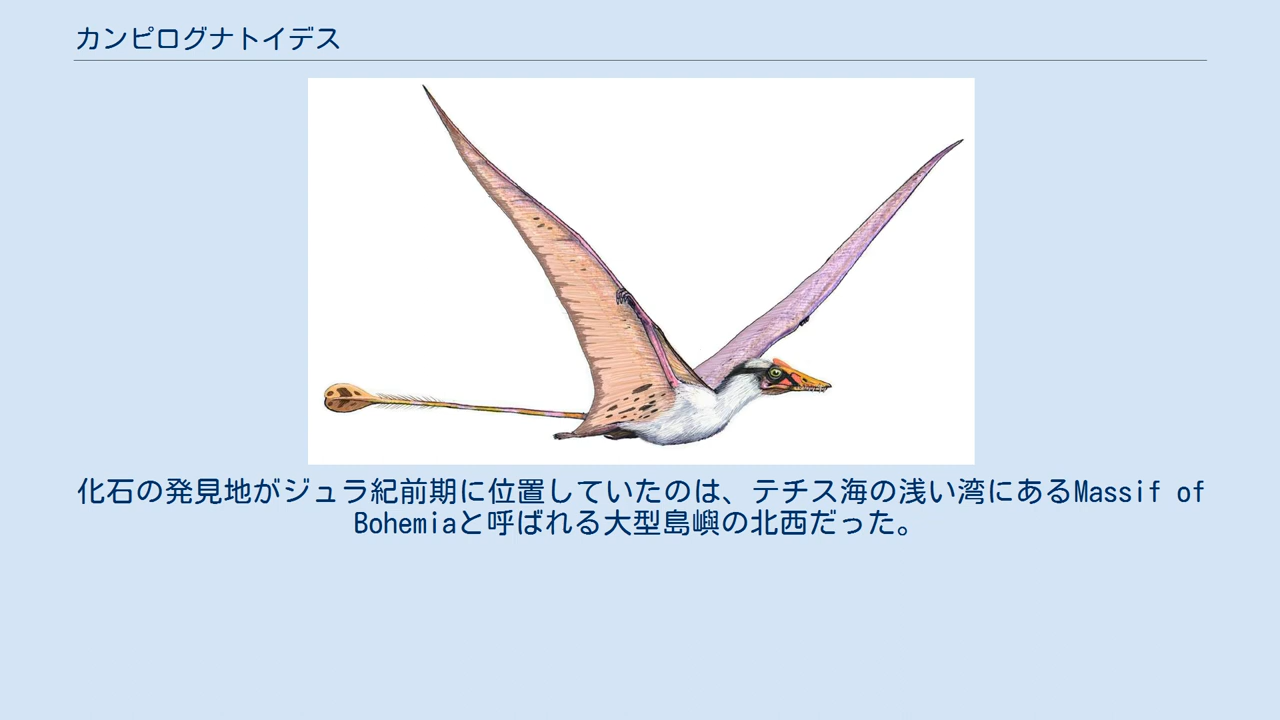 カンピログナトイデス
化石の発見地がジュラ紀前期に位置していたのは、テチス海の浅い湾にあるMassif of
Bohemiaと呼ばれる大型島嶼の北西だった。